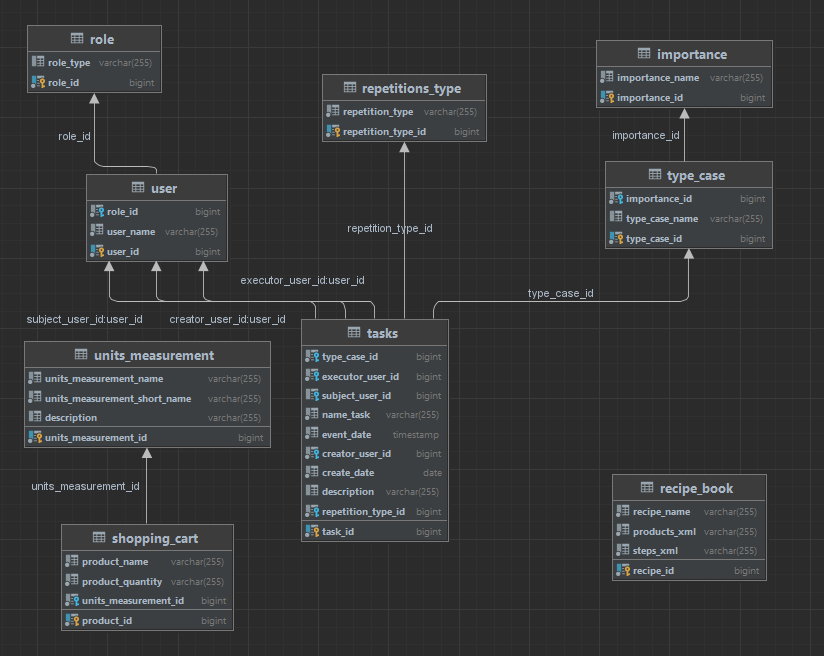 role
role_type varchar(255)
role_id bigint
role_id
user
role_id bigint
user_name varchar(255)
user_id bigint
repetitions_type
repetition_type varchar(255)
repetition_type_id bigint
repetition_type_id
importance
importance_name varchar(255)
importance_id bigint
importance_id
type_case
importance_id bigint
type_case_name varchar(255)
type_case_id bigint
executor_user_id:user_id
type_case_id
subject_user_id:user_id
creator_user_id:user_id
tasks
type_case_id bigint
executor_user_id bigint
subject_user_id bigint
name_task varchar(255)
event_date timestamp
creator_user_id bigint
create_date date
description varchar(255)
repetition_type_id bigint
task_id bigint
units_measurement
units_measurement_name varchar(255)
units_measurement_short_name varchar(255)
description varchar(255)
units_measurement_id bigint
units_measurement_id
shopping_cart
product_name varchar(255)
product_quantity varchar(255)
units_measurement_id bigint
product_id bigint
recipe_book
recipe_name varchar(255)
products_xml varchar(255)
steps_xml varchar(255)
recipe_id bigint